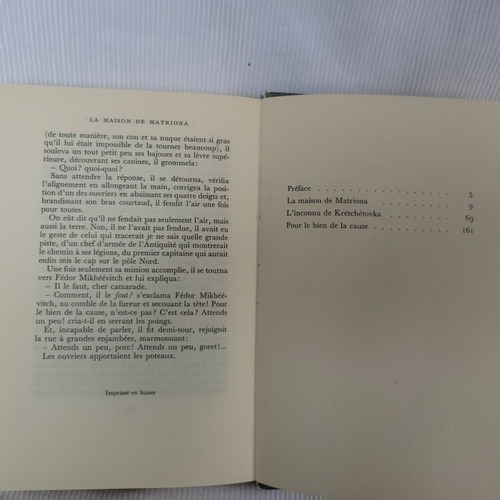 LA MAISON DE MATRIONA
(de toute manière, son cou et sa nuque étaient si gras
qu'il lui était impossible de la tourner beaucoup), il
souleva un tout petit peu ses bajoues et sa lèvre supé-
rieure, découvrant ses canines, il grommela:
– Quoi? quoi-quoi?
Sans attendre la réponse, il se détourna, vérifia
l'alignement en allongeant la main, corrigea la posi-
tion d'un des ouvriers en abaissant ses quatre doigts et,
brandissant son bras courtaud, il fendit l'air une fois
pour toutes.
On eût dit qu'il ne fendait pas seulement l'air, mais
aussi la terre. Non, il ne l'avait pas fendue, il avait eu
le geste de celui qui tracerait je ne sais quelle grande
piste, d'un chef d'armée de l'Antiquité qui montrerait
le chemin à ses légions, du premier capitaine qui aurait
enfin mis le cap sur le pôle Nord.
Une fois seulement sa mission accomplie, il se tourna
vers Fédor Mikhéévitch et lui expliqua:
– Il le faut, cher camarade.
– Comment, il le faut? s'exclama Fédor Mikhéé-
vitch, au comble de la fureur et secouant la tête! Pour
le bien de la cause, n'est-ce pas? C'est cela? Attends un
peu! cria-t-il en serrant les poings.
Et, incapable de parler, il fit demi-tour, rejoignit
la rue à grandes enjambées, marmonnant:
– Attends un peu, porc! Attends un peu, goret!...
Les ouvriers apportaient les poteaux.
Imprimé en Suisse
Préface . . . . . . . . . . . . . . 5
La maison de Matriona . . . . . . . . . . 9
L'inconnu de Krétchétovka . . . . . . . . . 69
Pour le bien de la cause . . . . . . . . . . 161